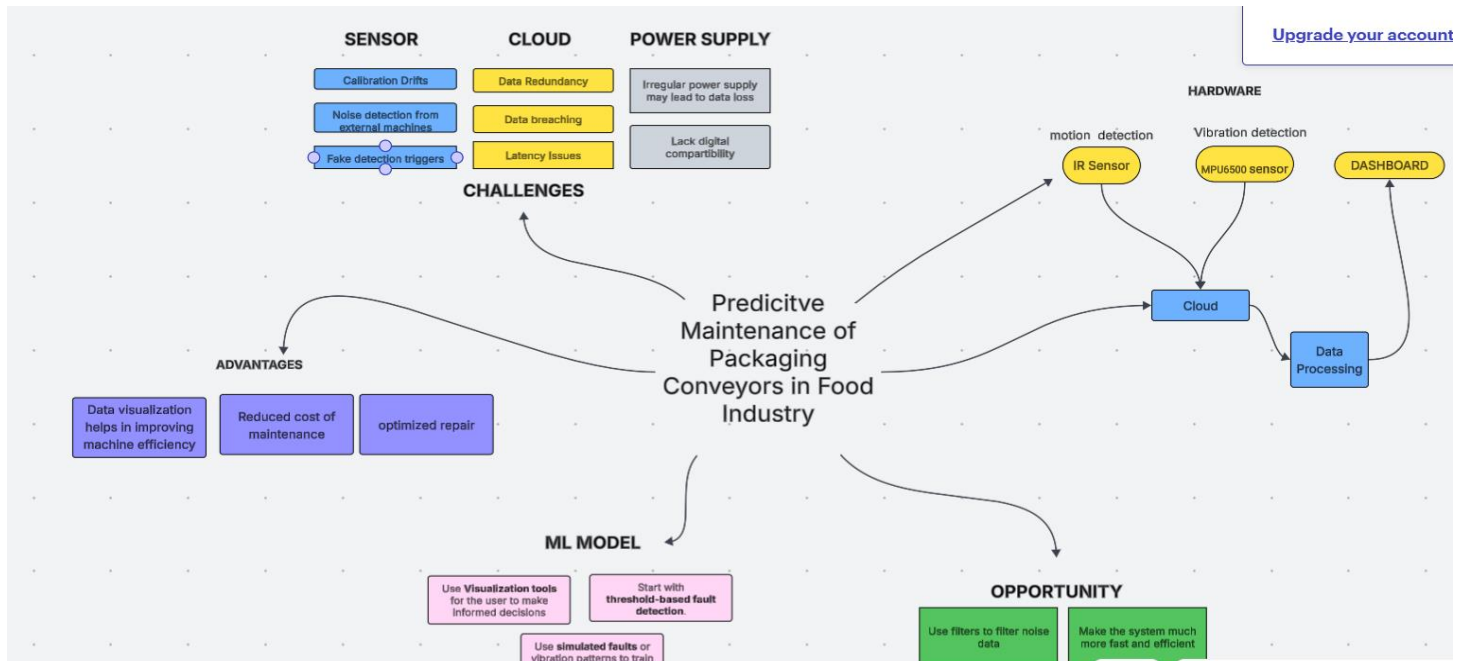 Upgrade your account
SENSOR
CLOUD
POWER SUPPLY
Calibration Drifts
Noise detection from
external machines
Fake detection triggers
Data Redundancy
Data breaching
Latency Issues
Irregular power supply
may lead to data loss
Lack digital
compartibility
CHALLENGES
HARDWARE
motion detection
IR Sensor
Vibration detection
MPU6500 sensor
DASHBOARD
Cloud
Data
Processing
Predicitve
Maintenance of
Packaging
Conveyors in Food
Industry
ADVANTAGES
Data visualization
helps in improving
machine efficiency
Reduced cost of
maintenance
optimized repair
ML MODEL
Use Visualization tools
for the user to make
informed decisions
Start with
threshold-based fault
detection.
Use simulated faults or
vibration patterns to train
OPPORTUNITY
Use filters to filter noise
data
Make the system much
more fast and efficient